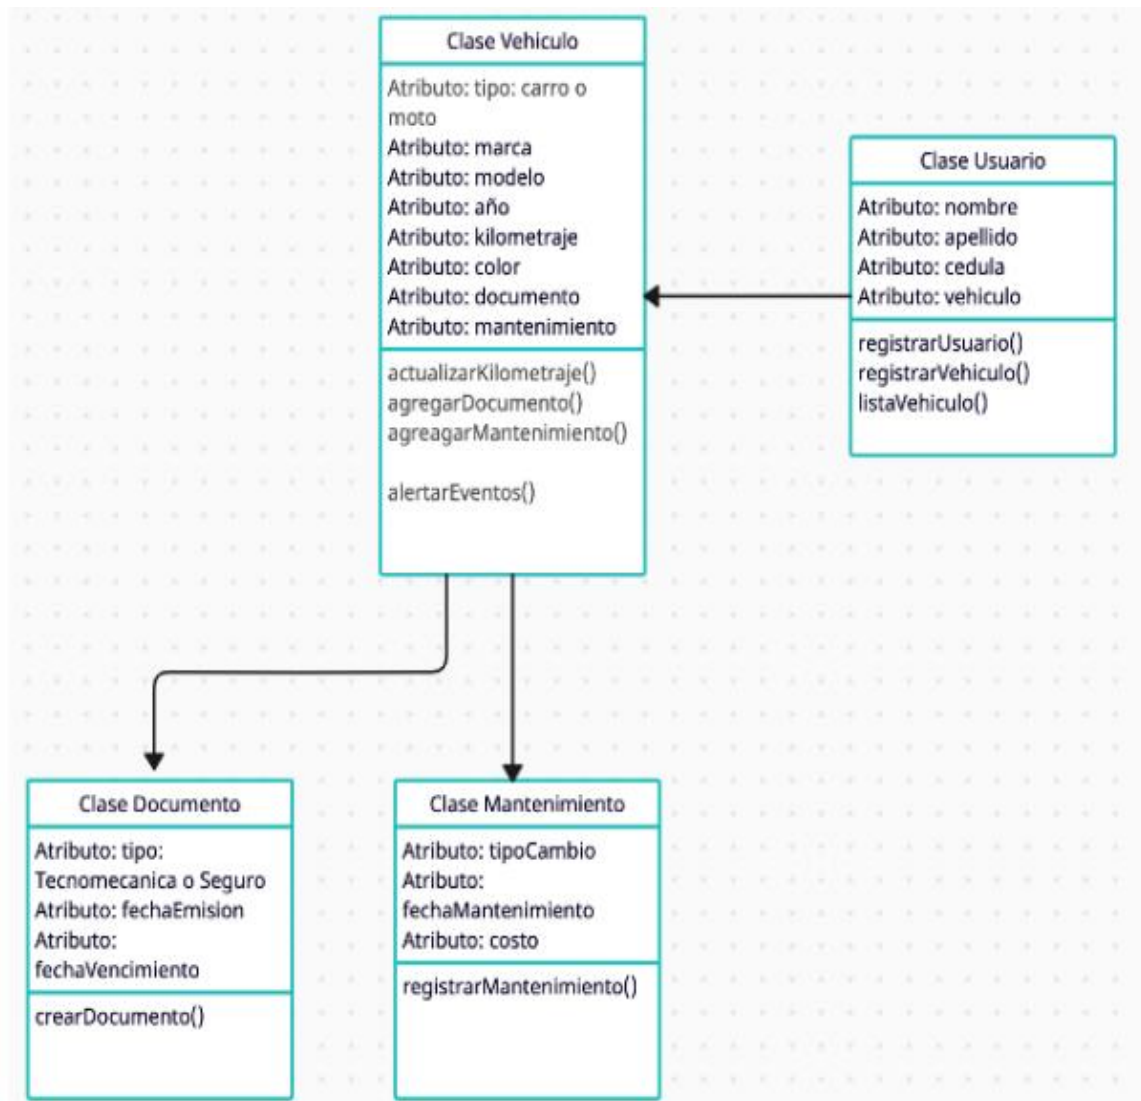 Clase Vehiculo
Atributo: tipo: carro o
moto
Atributo: marca
Atributo: modelo
Atributo: año
Atributo: kilometraje
Atributo: color
Atributo: documento
Atributo: mantenimiento
actualizarKilometraje()
agregarDocumento()
agreagarMantenimiento()
alertarEventos()
Clase Usuario
Atributo: nombre
Atributo: apellido
Atributo: cedula
Atributo: vehiculo
registrarUsuario()
registrarVehiculo()
listaVehiculo()
Clase Documento
Atributo: tipo:
Tecnomecanica o Seguro
Atributo: fechaEmision
Atributo:
fechaVencimiento
crearDocumento()
Clase Mantenimiento
Atributo: tipoCambio
Atributo:
fechaMantenimiento
Atributo: costo
registrarMantenimiento()